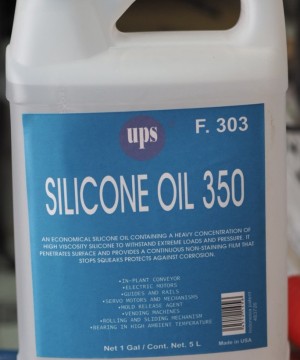 ups
F. 303
SILICONE OIL 350
AN ECONOMICAL SILICONE OIL CONTAINING A HEAVY CONCENTRATION OF
HIGH VISCOSITY SILICONE TO WITHSTAND EXTREME LOADS AND PRESSURE. IT
PENETRATES SURFACE AND PROVIDES A CONTINUOUS NON-STAINING FILM THAT
STOPS SQUEAKS PROTECTS AGAINST CORROSION.
•IN-PLANT CONVEYOR
•ELECTRIC MOTORS
•GUIDES AND RAILS
•SERVO MOTORS AND MECHANISMS
•MOLD RELEASE AGENT
•VENDING MACHINES
•ROLLING AND SLIDING MECHANISM
•BEARING IN HIGH AMBIENT TEMPERATURE
Net 1 Gal / Cont. Net. 5 L
Made in USA